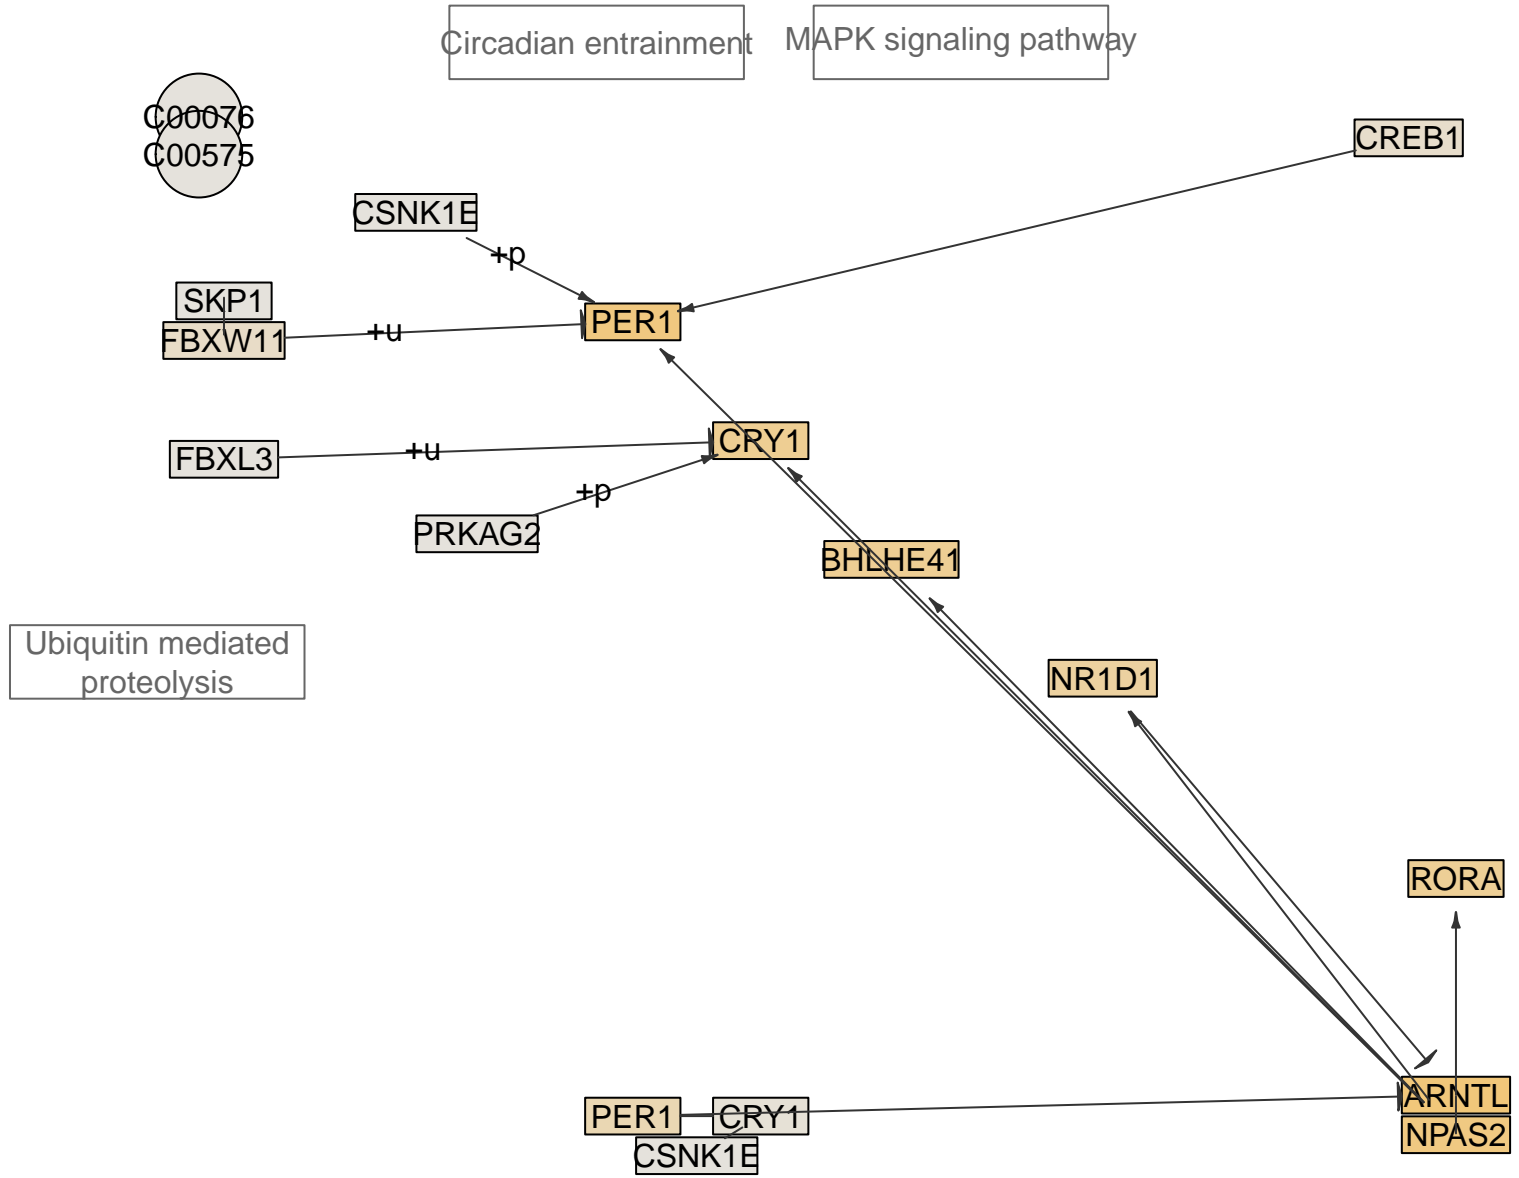 Circadian entrainment
MAPK signaling pathway
C00076
C00575
CREB1
CSNK1E
+p
SKP1
FBXW11
+u
PER1
FBXL3
+u
CRY1
+p
PRKAG2
BHLHE41
Ubiquitin mediated
proteolysis
NR1D1
RORA
ARNTL
NPAS2
PER1
CRY1
CSNK1E